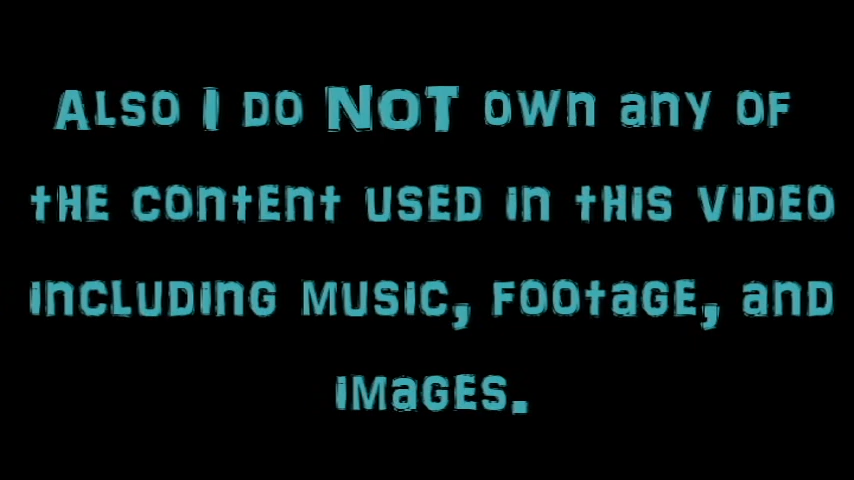 Also I do NOT own any of
the content used in this video
including music, footage, and
images.